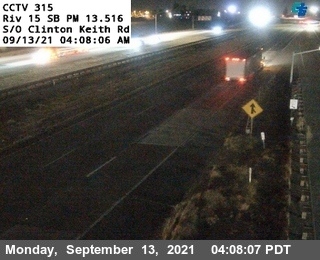 CCTV 315
Riv 15 SB PM 13.516
S/O Clinton Keith Rd
09/13/21 04:08:06 AM
Monday, September 13, 2021 04:08:07 PDT